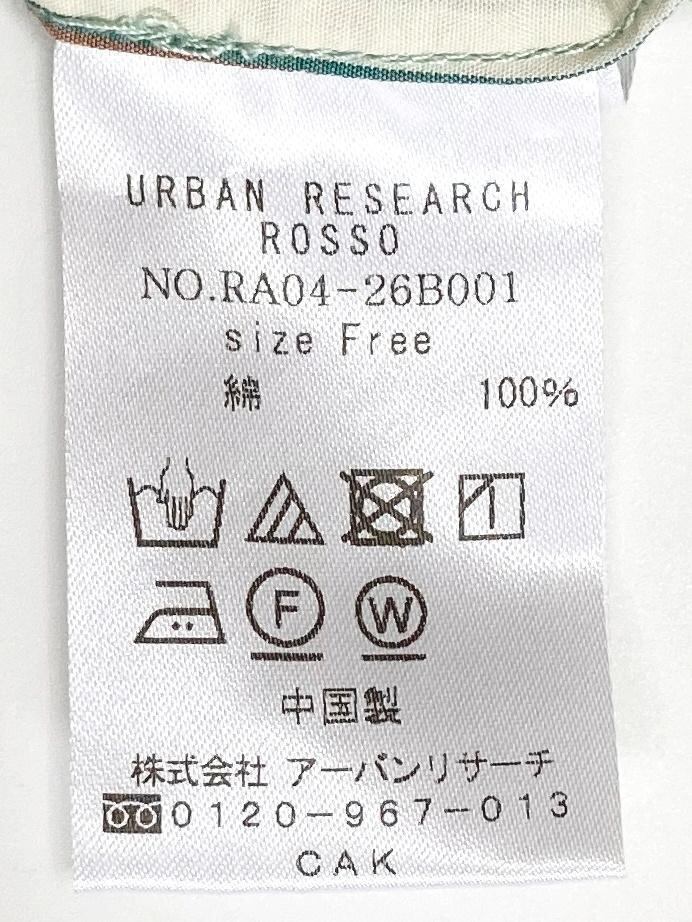 URBAN RESEARCH
ROSSO
NO.RA04-26B001
size Free
綿 100%
F W
中国製
株式会社 アーバンリサーチ
0120-967-013
CAK